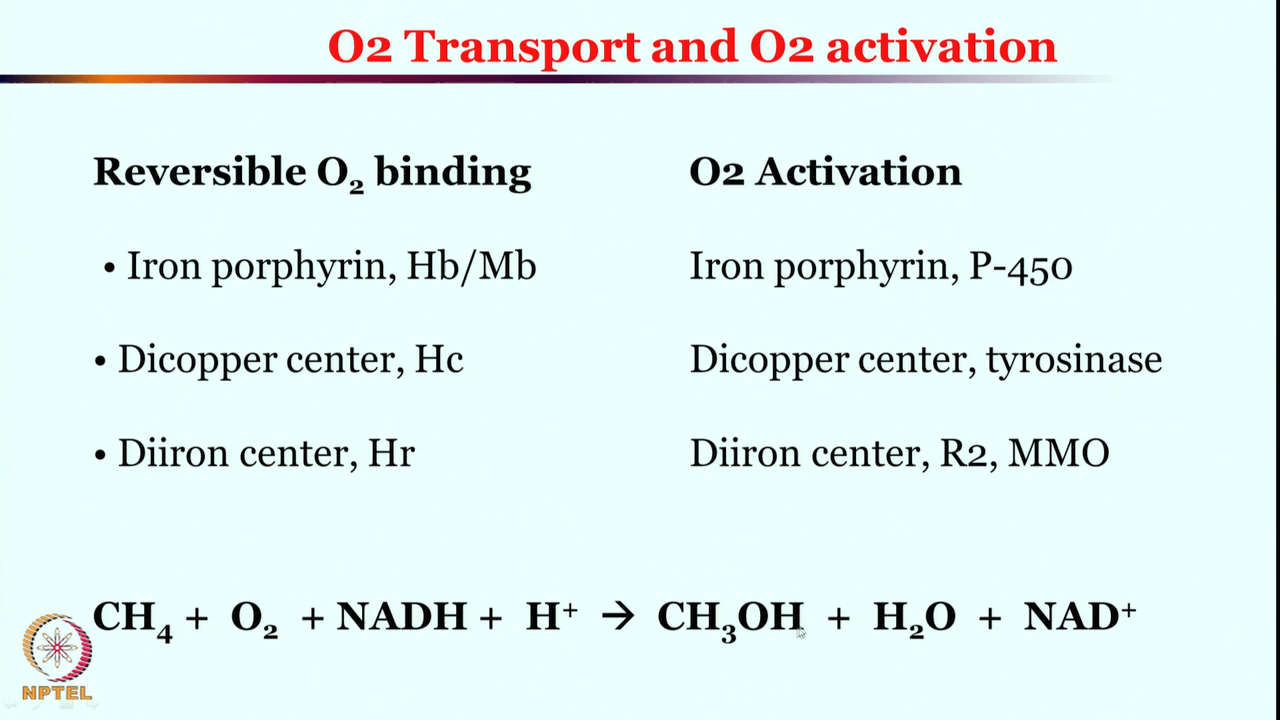 O2 Transport and O2 activation
Reversible O₂ binding
• Iron porphyrin, Hb/Mb
• Dicopper center, Hc
• Diiron center, Hr
O2 Activation
Iron porphyrin, P-450
Dicopper center, tyrosinase
Diiron center, R2, MMO
CH₄ + O₂ + NADH + H⁺ → CH₃OH + H₂O + NAD⁺
NPTEL